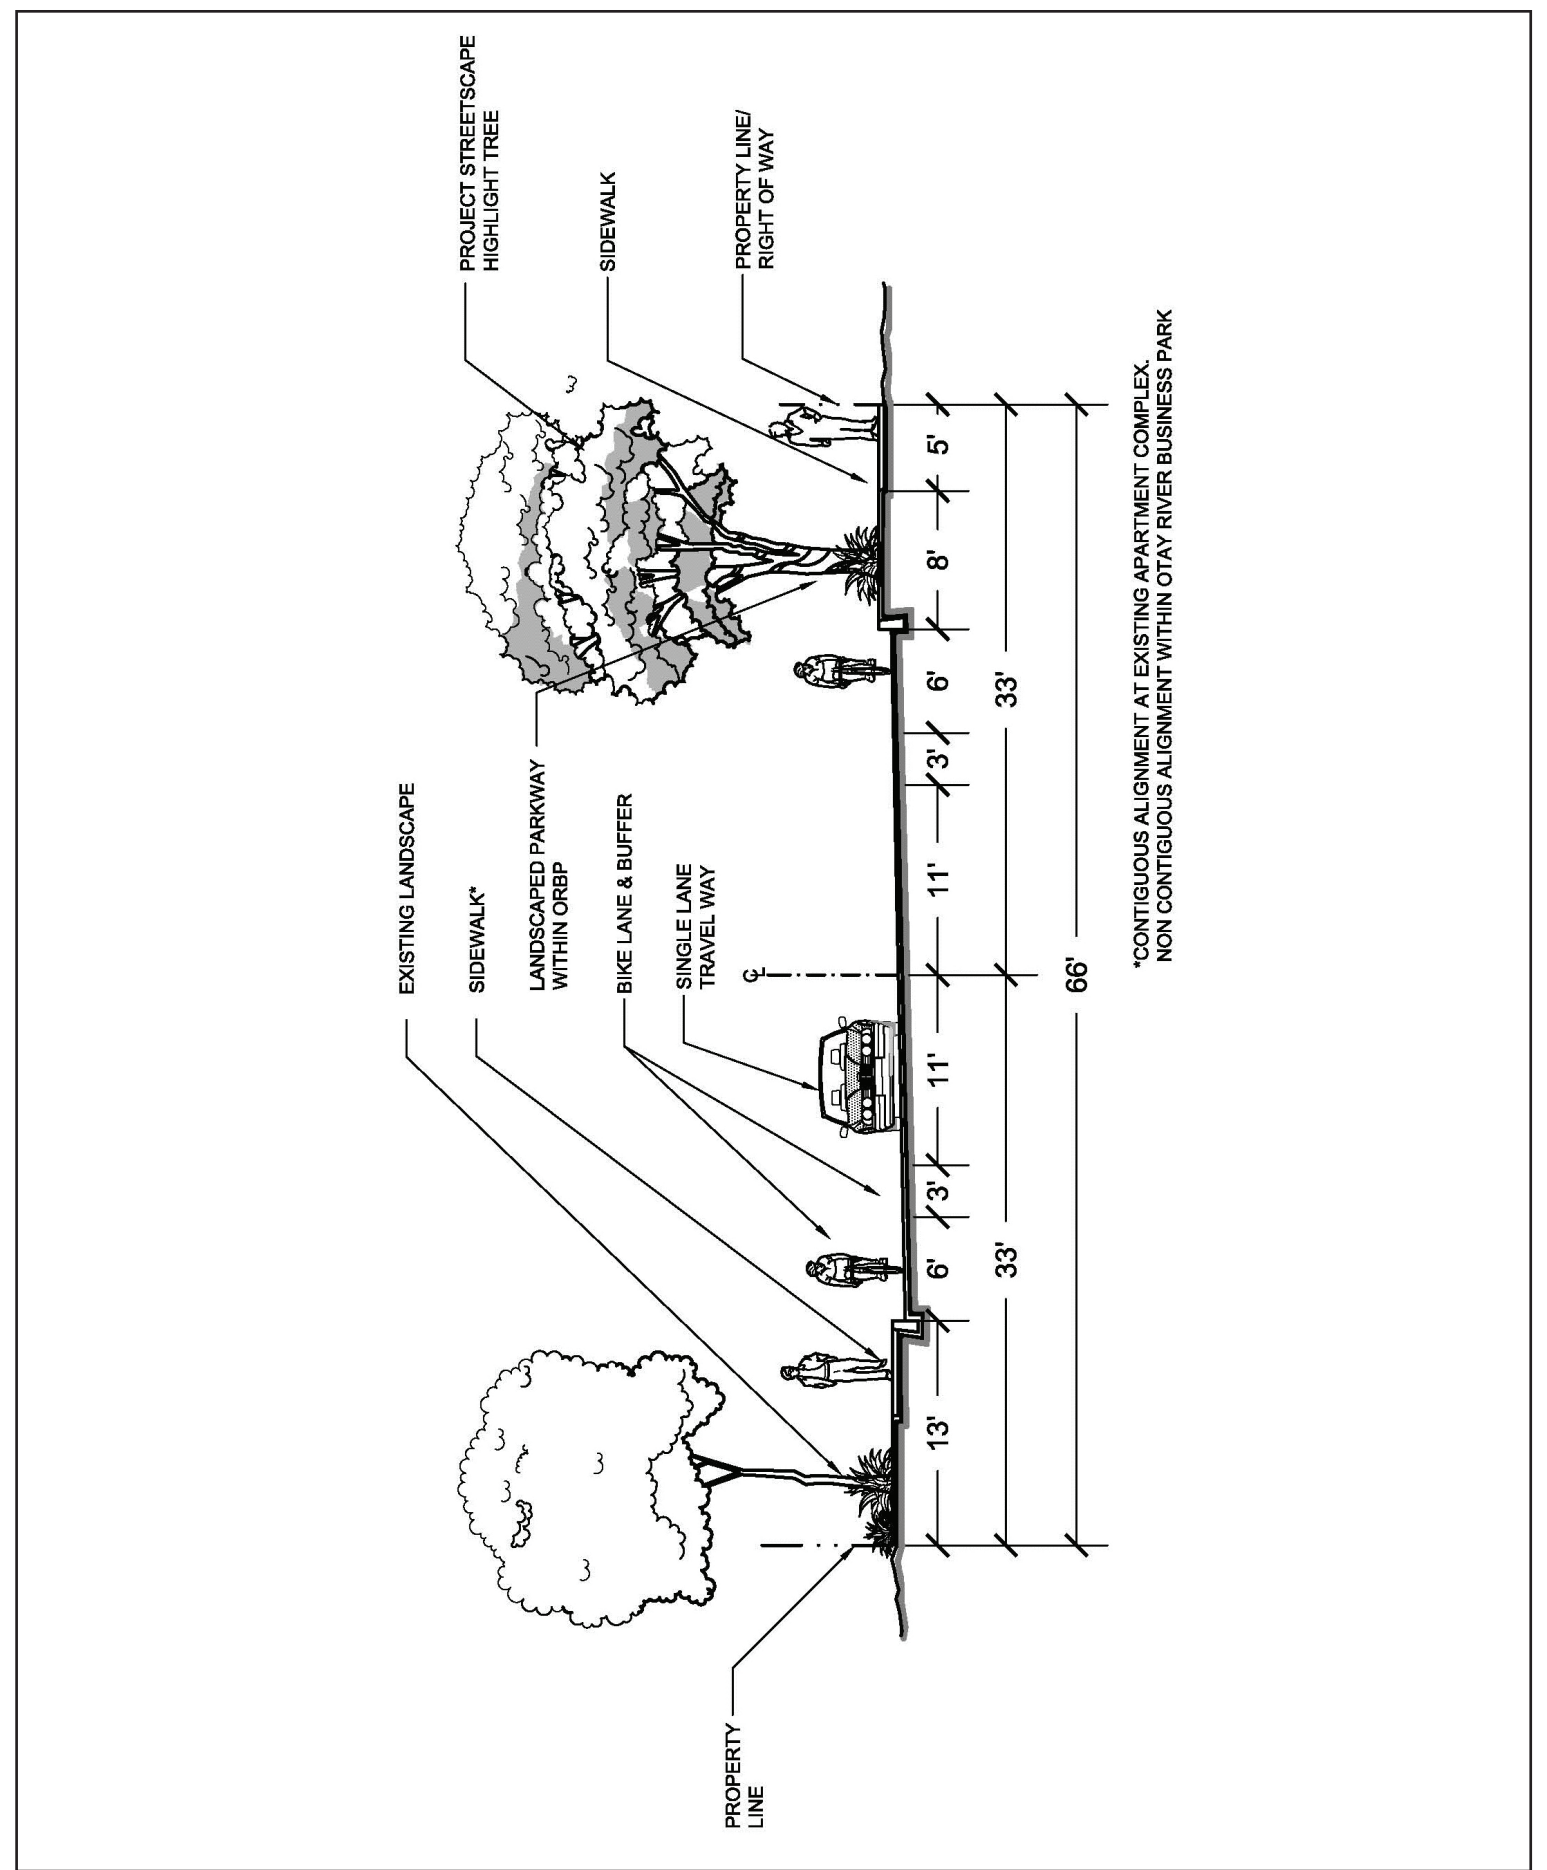 EXISTING LANDSCAPE
SIDEWALK*
LANDSCAPED PARKWAY
WITHIN ORBP
BIKE LANE & BUFFER
SINGLE LANE
TRAVEL WAY
PROJECT STREETSCAPE
HIGHLIGHT TREE
SIDEWALK
PROPERTY LINE/
RIGHT OF WAY
PROPERTY
LINE
CL
13' 6' 3' 11' 11' 3' 6' 8' 5'
33' 33'
66'
*CONTIGUOUS ALIGNMENT AT EXISTING APARTMENT COMPLEX.
NON CONTIGUOUS ALIGNMENT WITHIN OTAY RIVER BUSINESS PARK